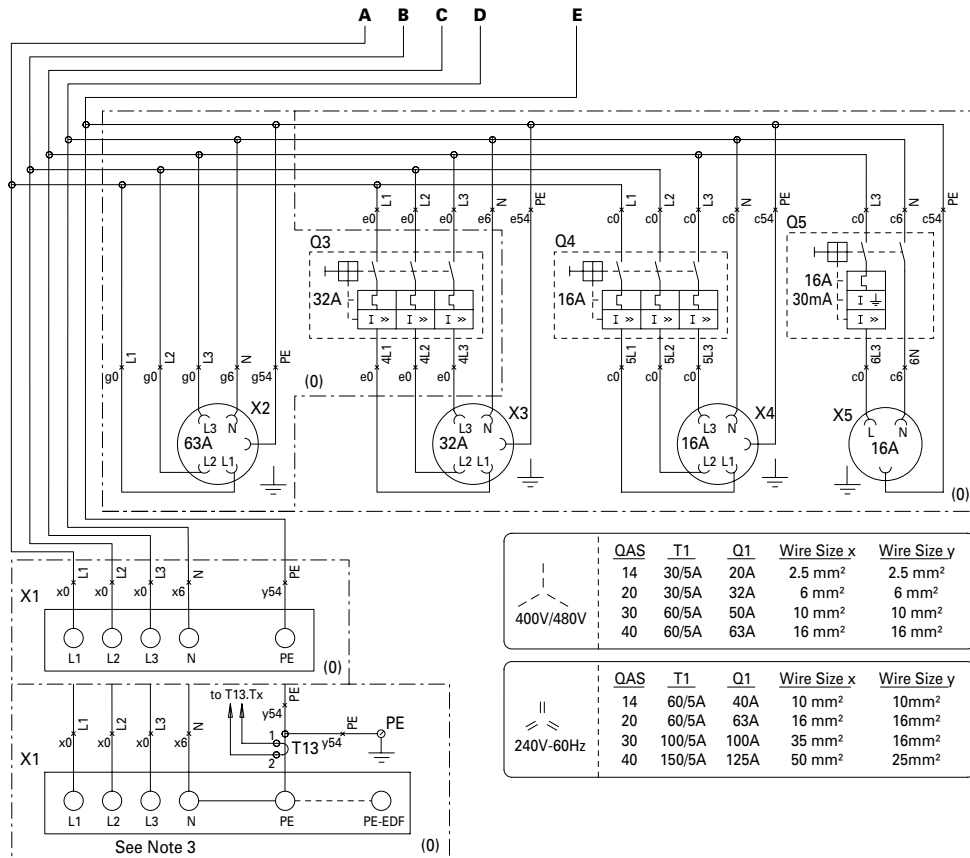 A B C D E
L1 L2 L3 N PE L1 L2 L3 N PE L3 N PE
e0 e0 e0 e6 e54 c0 c0 c0 c6 c54 c0 c6 c54
Q3 Q4 Q5
32A 16A 16A
30mA
I >> I >> I >> I >> I >> I >> I
I >>
L1 L2 L3 N PE 4L1 4L2 4L3 5L1 5L2 5L3 6L3 6N
g0 g0 g0 g6 g54 e0 e0 e0 c0 c0 c0 c0 c6
(0)
X2 X3 X4 X5
L3 N L3 N L3 N L N
63A 32A 16A 16A
L2 L1 L2 L1 L2 L1
(0)
L1 L2 L3 N PE
x0 x0 x0 x6 y54
X1
L1 L2 L3 N PE
(0)
QAS T1 Q1 Wire Size x Wire Size y
14 30/5A 20A 2.5 mm² 2.5 mm²
20 30/5A 32A 6 mm² 6 mm²
30 60/5A 50A 10 mm² 10 mm²
40 60/5A 63A 16 mm² 16 mm²
400V/480V
QAS T1 Q1 Wire Size x Wire Size y
14 60/5A 40A 10 mm² 10mm²
20 60/5A 63A 16 mm² 16mm²
30 100/5A 100A 35 mm² 16mm²
40 150/5A 125A 50 mm² 25mm²
240V-60Hz
to T13.Tx
PE
y54
L1 L2 L3 N PE PE
x0 x0 x0 x6 1 T13 y54
2
X1
L1 L2 L3 N PE PE-EDF
See Note 3 (0)